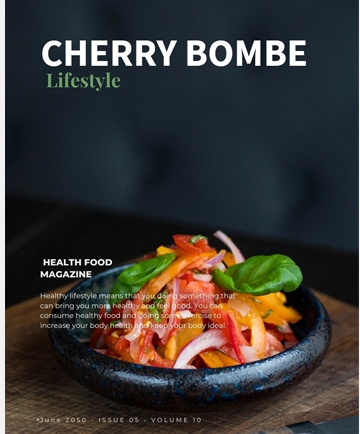 CHERRY BOMBE
Lifestyle
HEALTH FOOD
MAGAZINE
Healthy lifestyle means that you doing something that
can bring you more healthy and feel good. You can
consume healthy food and doing some exercise to
increase your body health and keep your body ideal.
*June 2050 - ISSUE 05 - VOLUME 10